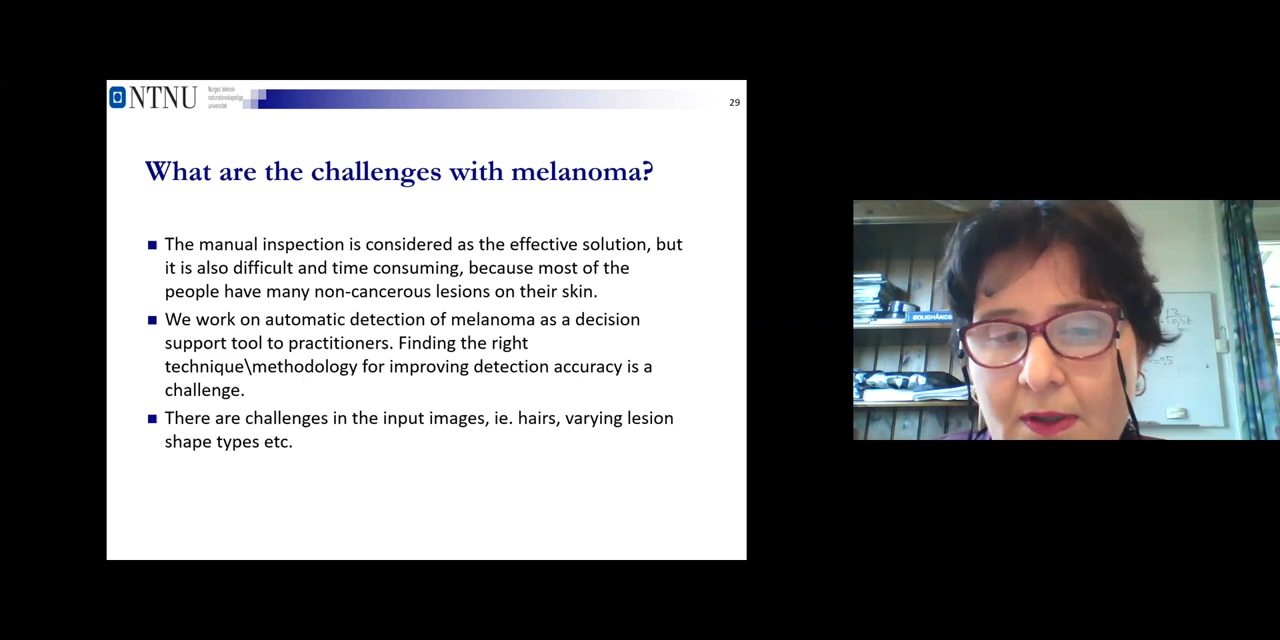 NTNU
Norges teknisk
naturvitenskapelige
universitet
29
What are the challenges with melanoma?
The manual inspection is considered as the effective solution, but
it is also difficult and time consuming, because most of the
people have many non-cancerous lesions on their skin.
We work on automatic detection of melanoma as a decision
support tool to practitioners. Finding the right
technique\methodology for improving detection accuracy is a
challenge.
There are challenges in the input images, ie. hairs, varying lesion
shape types etc.